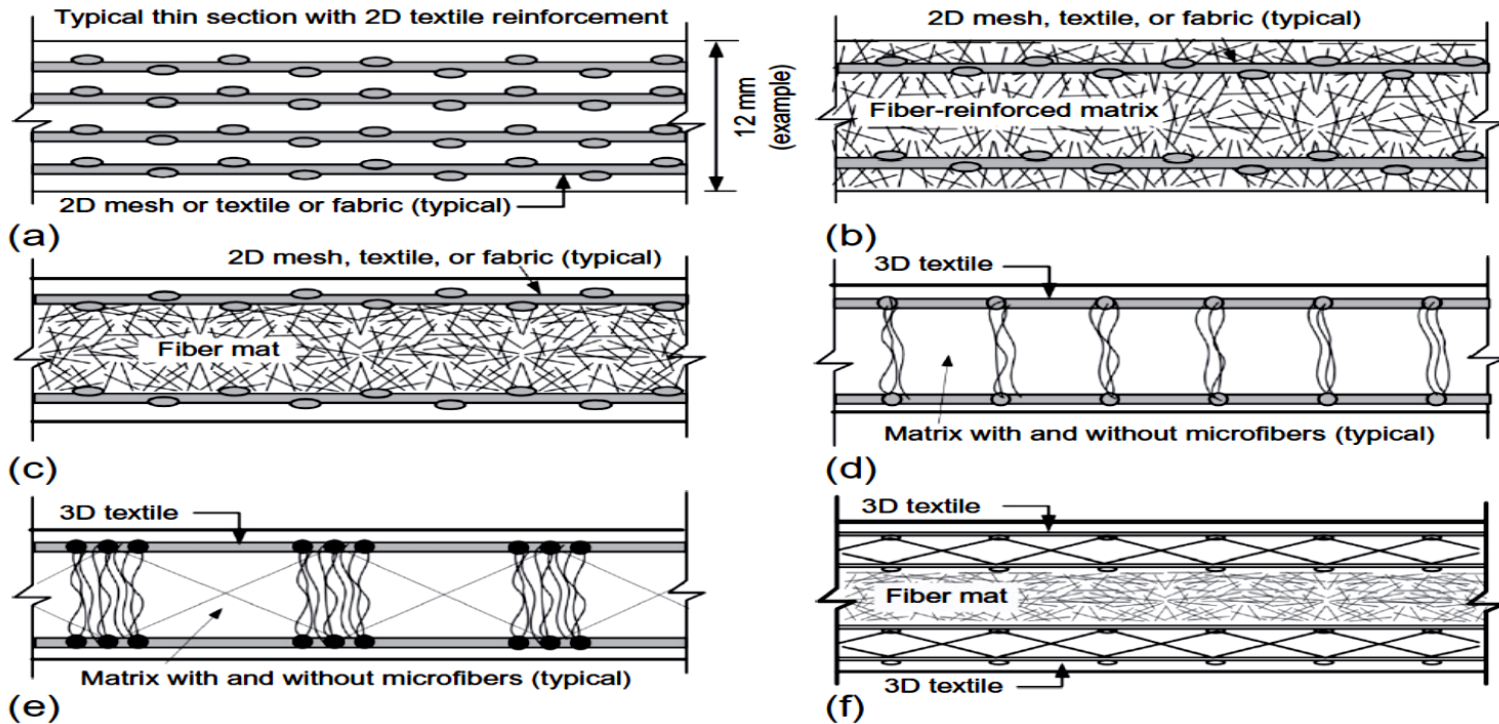 Typical thin section with 2D textile reinforcement
12 mm
(example)
2D mesh or textile or fabric (typical)
(a)
2D mesh, textile, or fabric (typical)
Fiber-reinforced matrix
(b)
2D mesh, textile, or fabric (typical)
Fiber mat
(c)
3D textile
Matrix with and without microfibers (typical)
(d)
3D textile
Matrix with and without microfibers (typical)
(e)
3D textile
Fiber mat
3D textile
(f)